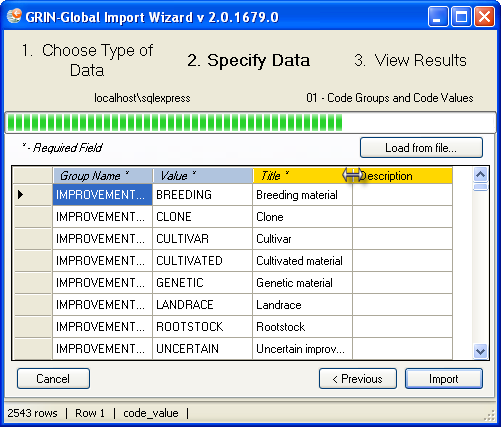 GRIN-Global Import Wizard v 2.0.1679.0
1. Choose Type of Data
2. Specify Data
3. View Results
localhost\sqlexpress
01 - Code Groups and Code Values
* - Required Field
Load from file...
Group Name * Value * Title * Description
IMPROVEMENT... BREEDING Breeding material
IMPROVEMENT... CLONE Clone
IMPROVEMENT... CULTIVAR Cultivar
IMPROVEMENT... CULTIVATED Cultivated material
IMPROVEMENT... GENETIC Genetic material
IMPROVEMENT... LANDRACE Landrace
IMPROVEMENT... ROOTSTOCK Rootstock
IMPROVEMENT... UNCERTAIN Uncertain improv...
Cancel < Previous Import
2543 rows | Row 1 | code_value |